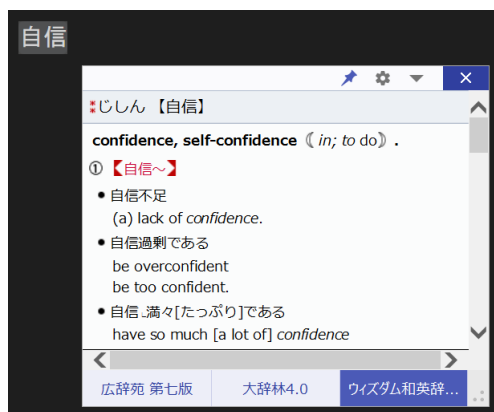 自信
⁑じしん 【自信】
confidence, self-confidence 〘in; to do〙.
① 【自信～】
● 自信不足
(a) lack of confidence.
● 自信過剰である
be overconfident
be too confident.
● 自信⌟満々[たっぷり]である
have so much [a lot of] confidence
広辞苑 第七版 大辞林4.0 ウィズダム和英辞...